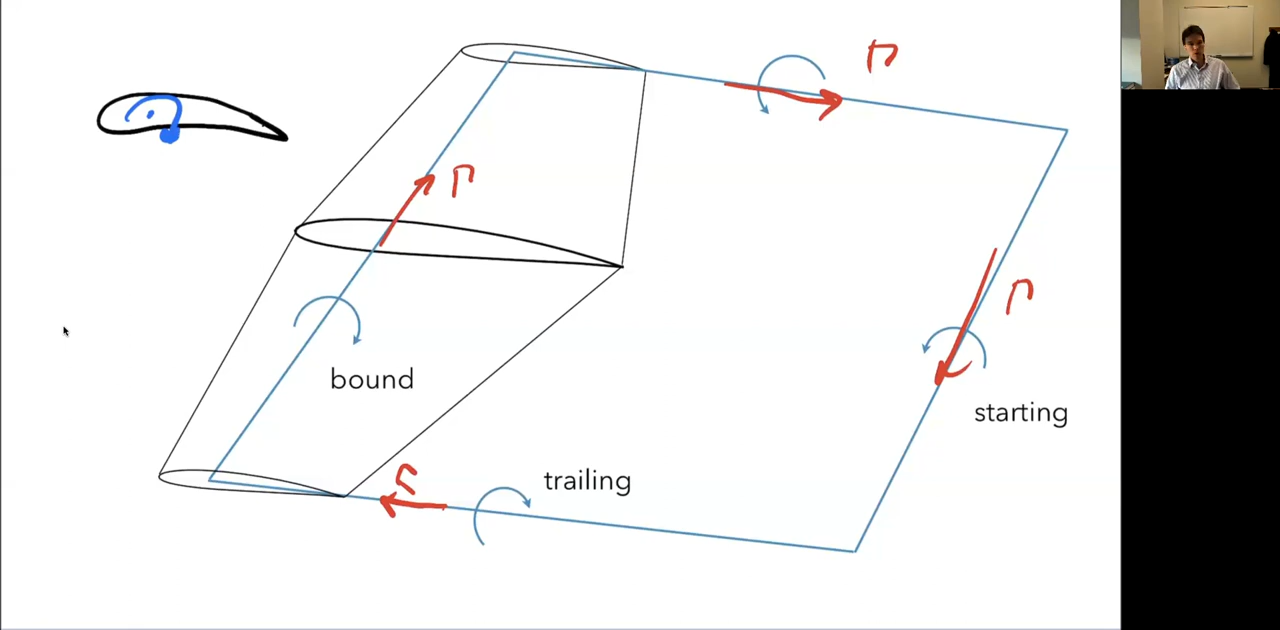 Γ
Γ
Γ
bound
starting
Γ
trailing